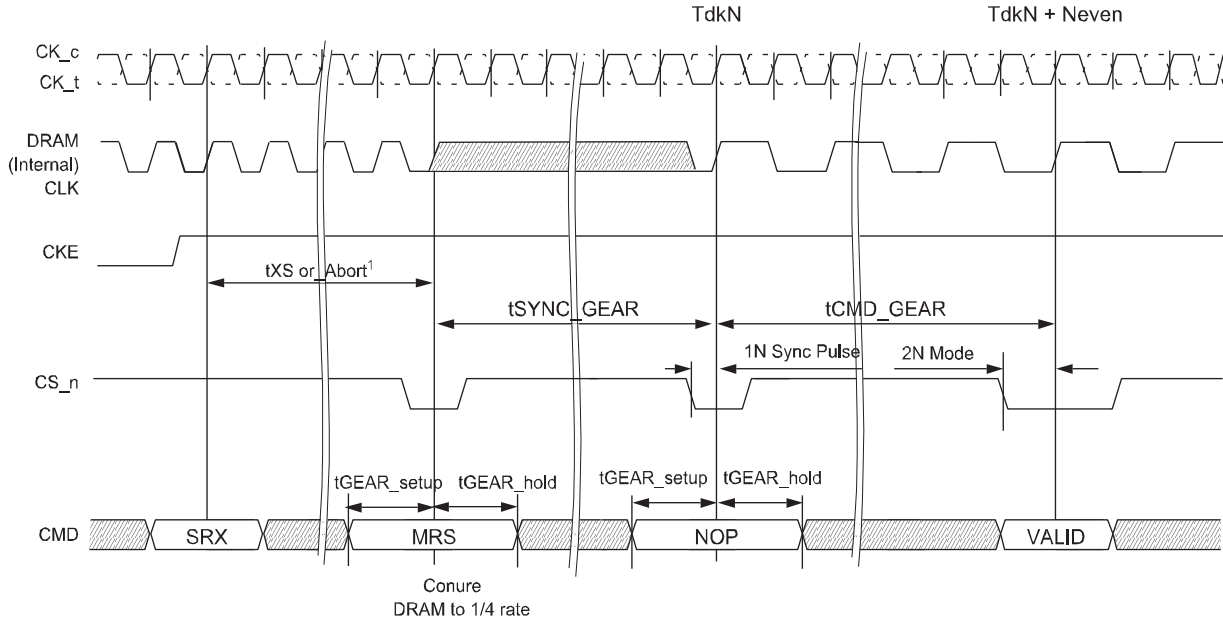 TdkN
TdkN + Neven
CK_c
CK_t
DRAM
(Internal)
CLK
CKE
tXS or_Abort¹
tSYNC_GEAR
tCMD_GEAR
1N Sync Pulse
2N Mode
CS_n
tGEAR_setup
tGEAR_hold
tGEAR_setup
tGEAR_hold
CMD
SRX
MRS
NOP
VALID
Conure
DRAM to 1/4 rate